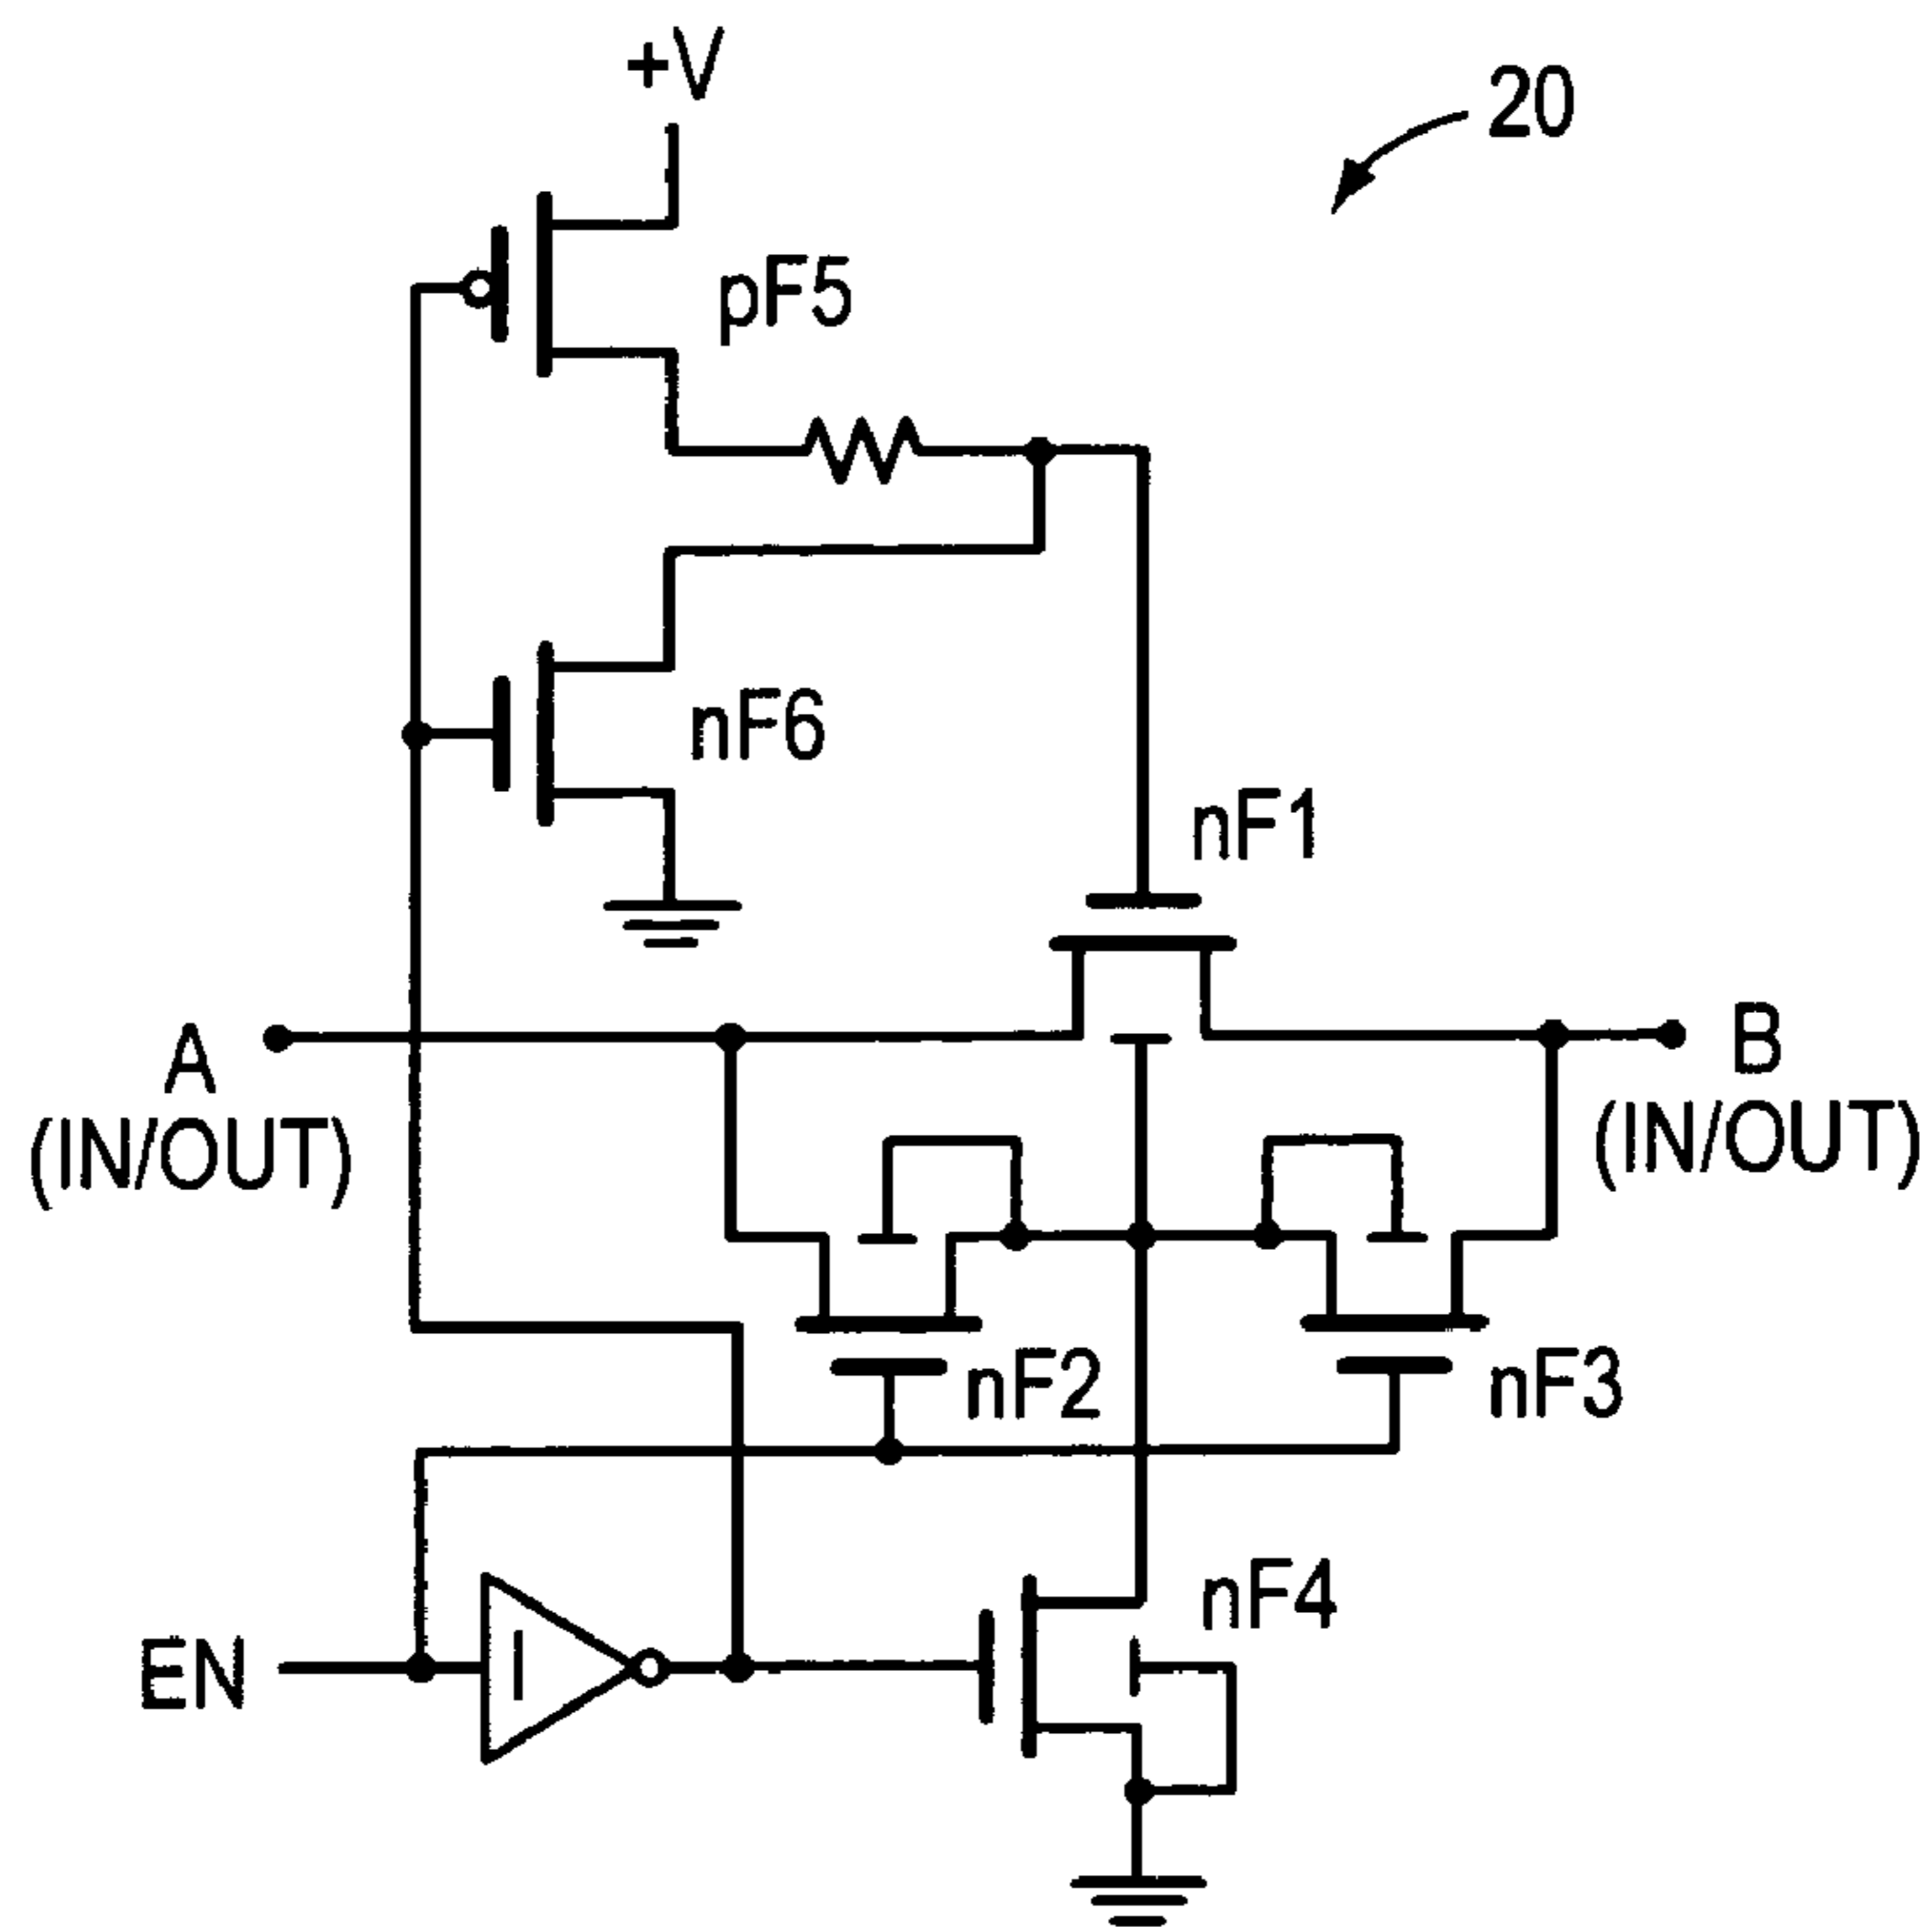 +V
20
pF5
nF6
nF1
A
(IN/OUT)
B
(IN/OUT)
nF2
nF3
EN
I
nF4